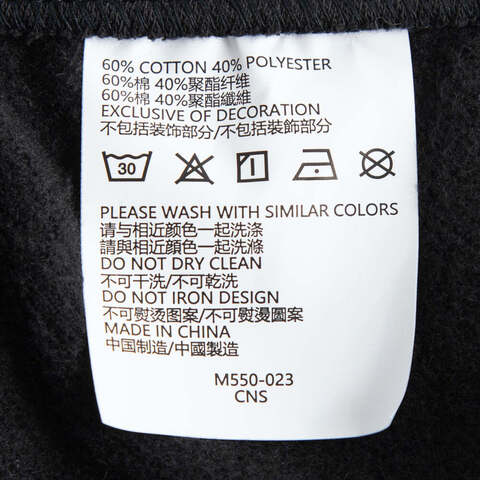 60% COTTON 40% POLYESTER
60%棉 40%聚酯纤维
60%棉 40%聚酯纖維
EXCLUSIVE OF DECORATION
不包括装饰部分/不包括裝飾部分
30
PLEASE WASH WITH SIMILAR COLORS
请与相近颜色一起洗涤
請與相近顔色一起洗滌
DO NOT DRY CLEAN
不可干洗/不可乾洗
DO NOT IRON DESIGN
不可熨烫图案/不可熨燙圖案
MADE IN CHINA
中国制造/中國製造
M550-023
CNS